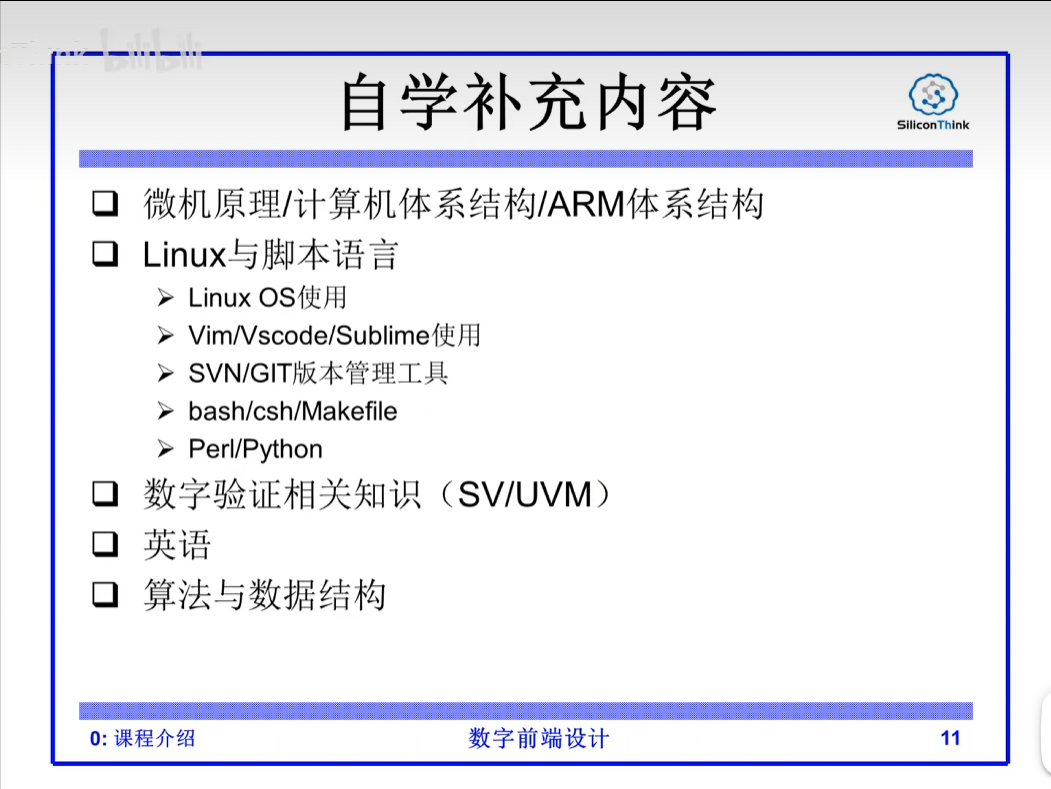 bilibili
自学补充内容
SiliconThink
微机原理/计算机体系结构/ARM体系结构
Linux与脚本语言
Linux OS使用
Vim/Vscode/Sublime使用
SVN/GIT版本管理工具
bash/csh/Makefile
Perl/Python
数字验证相关知识（SV/UVM）
英语
算法与数据结构
0: 课程介绍
数字前端设计
11